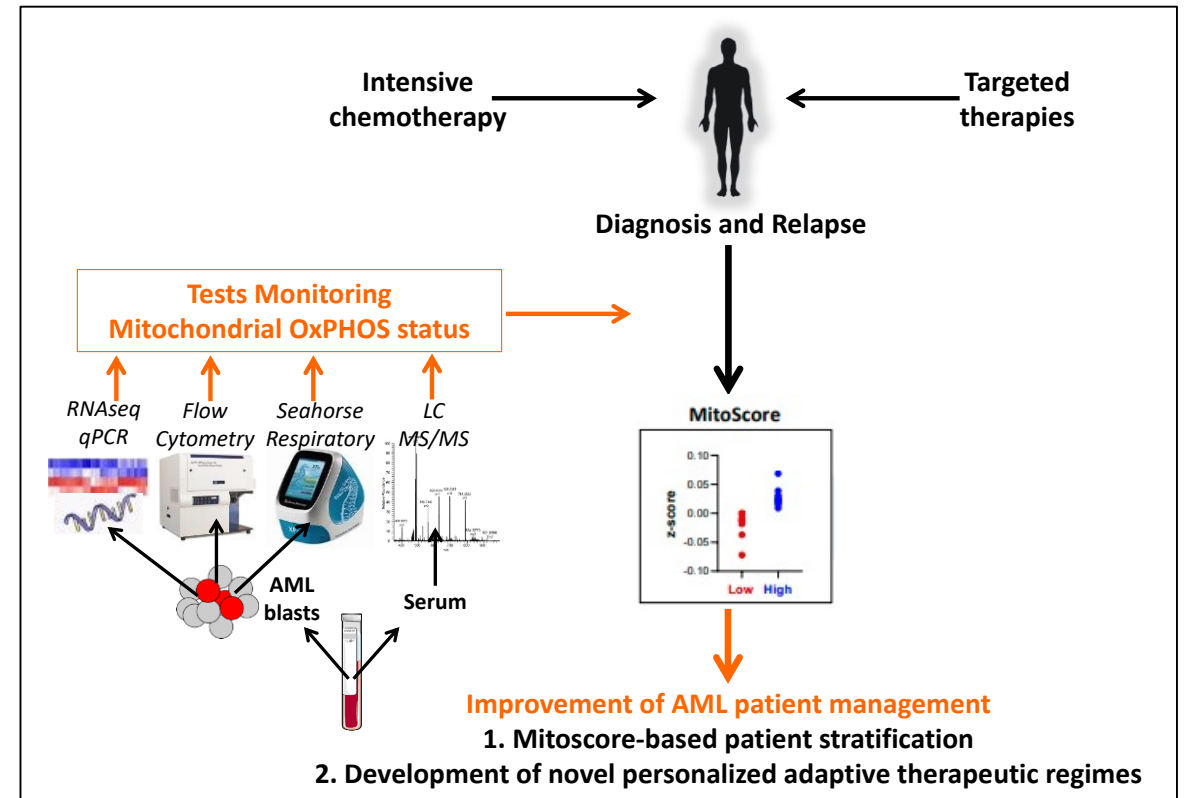 Intensive
chemotherapy
Targeted
therapies
Diagnosis and Relapse
Tests Monitoring
Mitochondrial OxPHOS status
RNAseq
qPCR
Flow
Cytometry
Seahorse
Respiratory
LC
MS/MS
AML
blasts
Serum
MitoScore
z-score
0.10
0.05
0.00
-0.05
-0.10
Low High
Improvement of AML patient management
1. Mitoscore-based patient stratification
2. Development of novel personalized adaptive therapeutic regimes